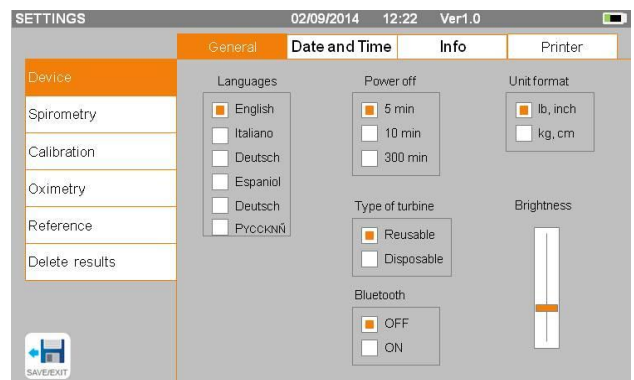 SETTINGS 02/09/2014 12:22 Ver1.0
General Date and Time Info Printer
Device
Spirometry
Calibration
Oximetry
Reference
Delete results
Languages
English
Italiano
Deutsch
Espaniol
Deutsch
Русскnй
Power off
5 min
10 min
300 min
Unit format
lb, inch
kg, cm
Type of turbine
Reusable
Disposable
Brightness
Bluetooth
OFF
ON
SAVE/EXIT